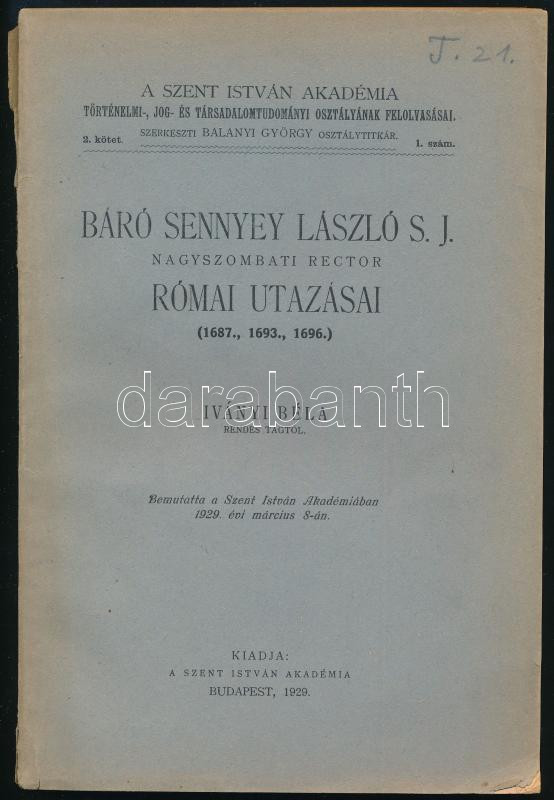 T. 21.
A SZENT ISTVÁN AKADÉMIA
TÖRTÉNELMI-, JOG- ÉS TÁRSADALOMTUDOMÁNYI OSZTÁLYÁNAK FELOLVASÁSAI.
SZERKESZTI BALANYI GYÖRGY OSZTÁLYTITKÁR.
2. kötet. 1. szám.
BÁRÓ SENNYEY LÁSZLÓ S. J.
NAGYSZOMBATI RECTOR
RÓMAI UTAZÁSAI
(1687., 1693., 1696.)
darabanth
IVÁNYI BÉLA
RENDES TAGTÓL.
Bemutatta a Szent István Akadémiában
1929. évi március 8-án.
KIADJA:
A SZENT ISTVÁN AKADÉMIA
BUDAPEST, 1929.